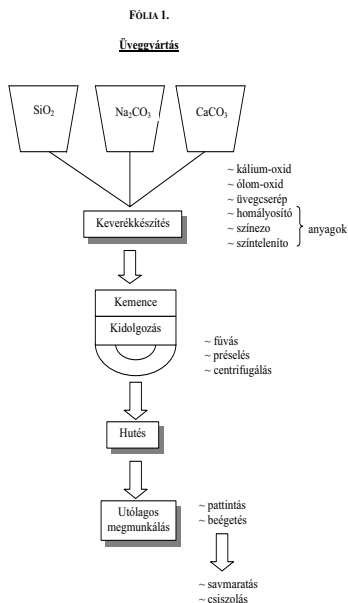 FÓLIA 1.
Üveggyártás
SiO₂
Na₂CO₃
CaCO₃
~ kálium-oxid
~ ólom-oxid
~ üvegcserép
~ homályosító
~ színezo
~ színteleníto
anyagok
Keverékkészítés
Kemence
Kidolgozás
~ fúvás
~ préselés
~ centrifugálás
Hutés
Utólagos
megmunkálás
~ pattintás
~ beégetés
~ savmaratás
~ csiszolás